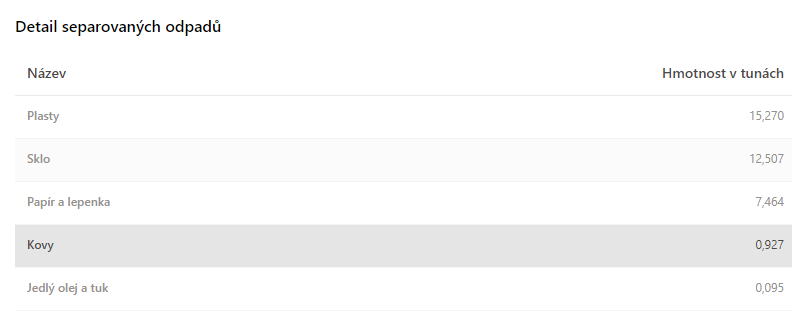 Detail separovaných odpadů
Název Hmotnost v tunách
Plasty 15,270
Sklo 12,507
Papír a lepenka 7,464
Kovy 0,927
Jedlý olej a tuk 0,095